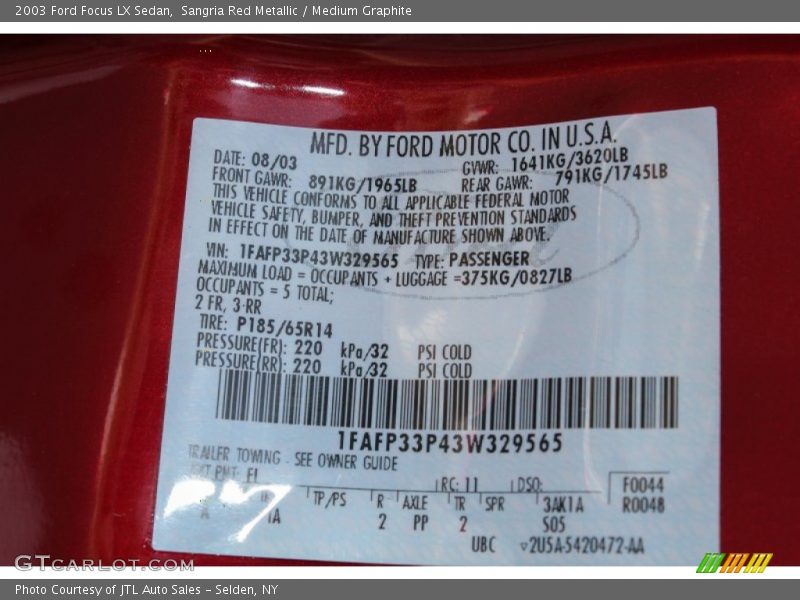 2003 Ford Focus LX Sedan, Sangria Red Metallic / Medium Graphite
MFD. BY FORD MOTOR CO. IN U.S.A.
DATE: 08/03 GVWR: 1641KG/3620LB
FRONT GAWR: 891KG/1965LB REAR GAWR: 791KG/1745LB
THIS VEHICLE CONFORMS TO ALL APPLICABLE FEDERAL MOTOR
VEHICLE SAFETY, BUMPER, AND THEFT PREVENTION STANDARDS
IN EFFECT ON THE DATE OF MANUFACTURE SHOWN ABOVE.
VIN: 1FAFP33P43W329565 TYPE: PASSENGER
MAXIMUM LOAD = OCCUPANTS + LUGGAGE =375KG/0827LB
OCCUPANTS = 5 TOTAL;
2 FR, 3-RR
TIRE: P185/65R14
PRESSURE(FR): 220 kPa/32 PSI COLD
PRESSURE(RR): 220 kPa/32 PSI COLD
1FAFP33P43W329565
TRAILER TOWING - SEE OWNER GUIDE
EXT PNT: FL RC: 11 DSO: F0044
TP/PS R AXLE TR SPR 3AK1A R0048
A 1A 2 PP 2 S05
UBC ▽2U5A-5420472-AA
GTCARLOT.COM
Photo Courtesy of JTL Auto Sales - Selden, NY